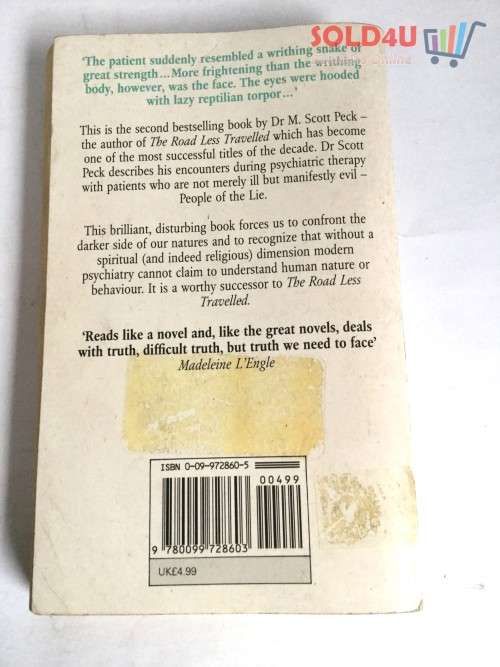 SOLD4U
Online
'The patient suddenly resembled a writhing snake of
great strength...More frightening than the writhing
body, however, was the face. The eyes were hooded
with lazy reptilian torpor...'
This is the second bestselling book by Dr M. Scott Peck –
the author of The Road Less Travelled which has become
one of the most successful titles of the decade. Dr Scott
Peck describes his encounters during psychiatric therapy
with patients who are not merely ill but manifestly evil –
People of the Lie.
This brilliant, disturbing book forces us to confront the
darker side of our natures and to recognize that without a
spiritual (and indeed religious) dimension modern
psychiatry cannot claim to understand human nature or
behaviour. It is a worthy successor to The Road Less
Travelled.
'Reads like a novel and, like the great novels, deals
with truth, difficult truth, but truth we need to face'
Madeleine L'Engle
ISBN 0-09-972860-5
00499
9 780099 728603
UK£4.99